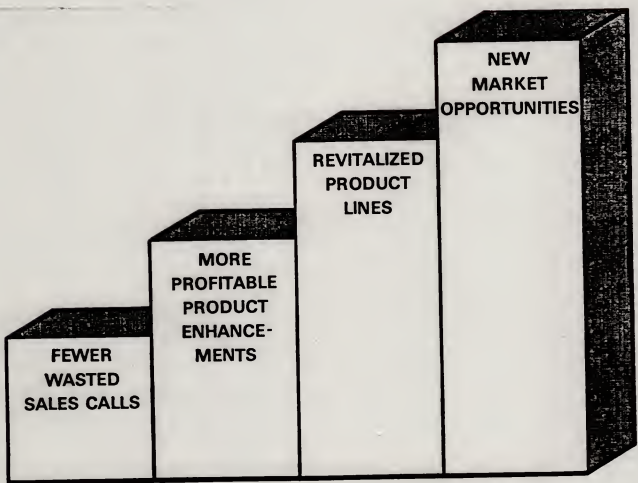 NEW
MARKET
OPPORTUNITIES
REVITALIZED
PRODUCT
LINES
MORE
PROFITABLE
PRODUCT
ENHANCE-
MENTS
FEWER
WASTED
SALES CALLS